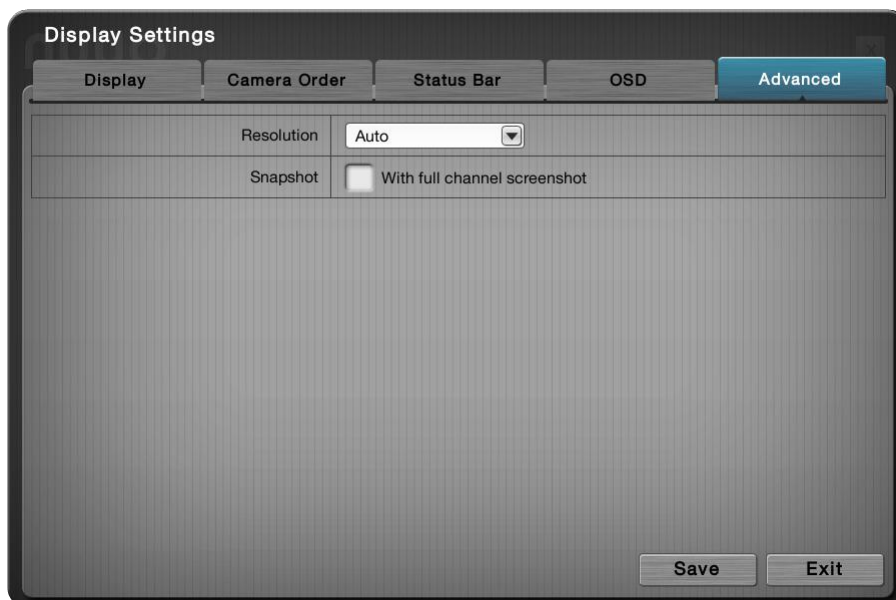 Display Settings
Display
Camera Order
Status Bar
OSD
Advanced
Resolution
Auto
Snapshot
With full channel screenshot
Save
Exit